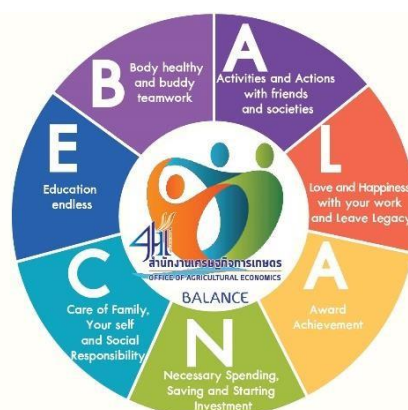 B
Body healthy
and buddy
teamwork
A
Activities and Actions
with friends
and societies
L
Love and Happiness
with your work
and Leave Legacy
A
Award
Achievement
N
Necessary Spending,
Saving and Starting
Investment
C
Care of Family,
Your self
and Social
Responsibility
E
Education
endless
สำนักงานเศรษฐกิจการเกษตร
OFFICE OF AGRICULTURAL ECONOMICS
BALANCE